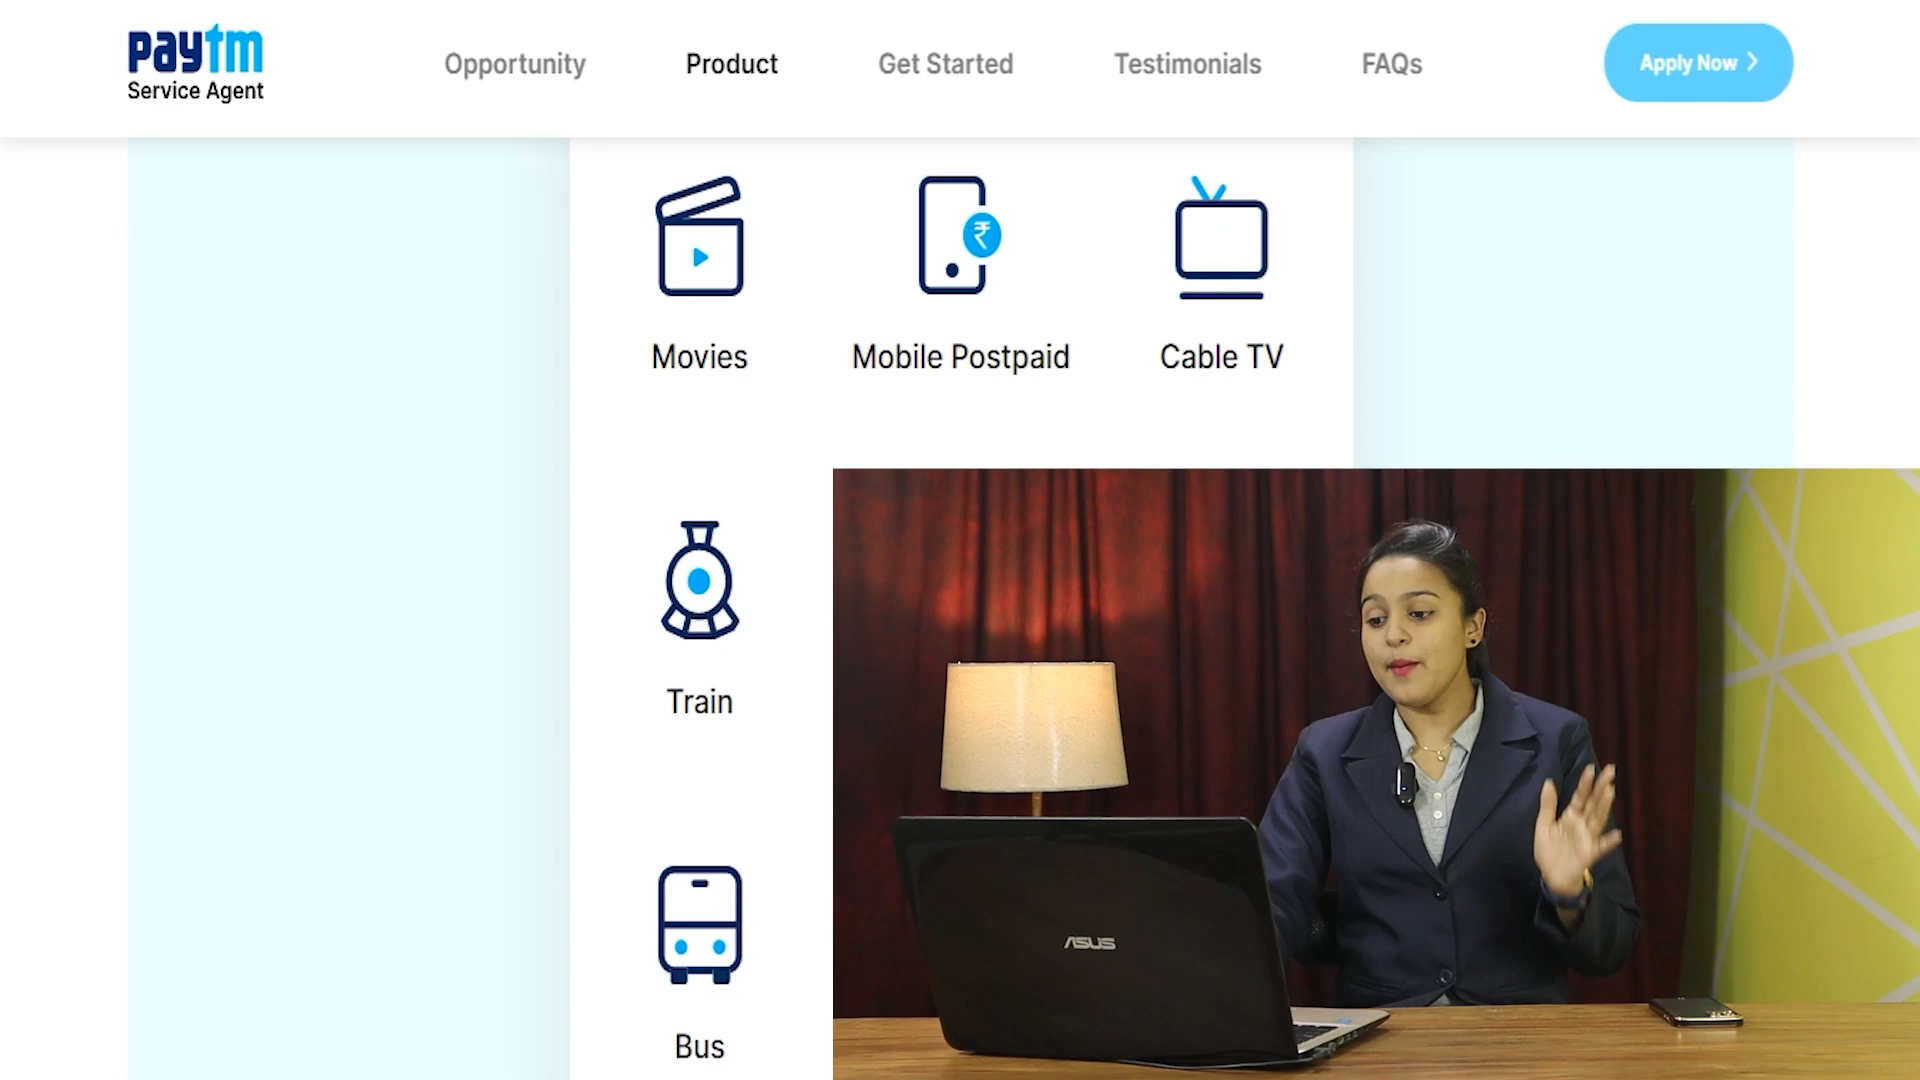 paytm
Service Agent
Opportunity
Product
Get Started
Testimonials
FAQs
Apply Now
₹
Movies
Mobile Postpaid
Cable TV
Train
Bus
ASUS